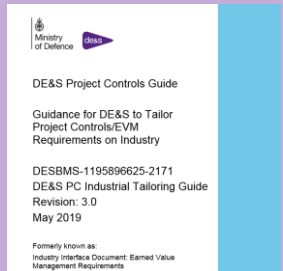 Ministry
of Defence
de&s
DE&S Project Controls Guide
Guidance for DE&S to Tailor
Project Controls/EVM
Requirements on Industry
DESBMS-1195896625-2171
DE&S PC Industrial Tailoring Guide
Revision: 3.0
May 2019
Formerly known as:
Industry Interface Document: Earned Value
Management Requirements